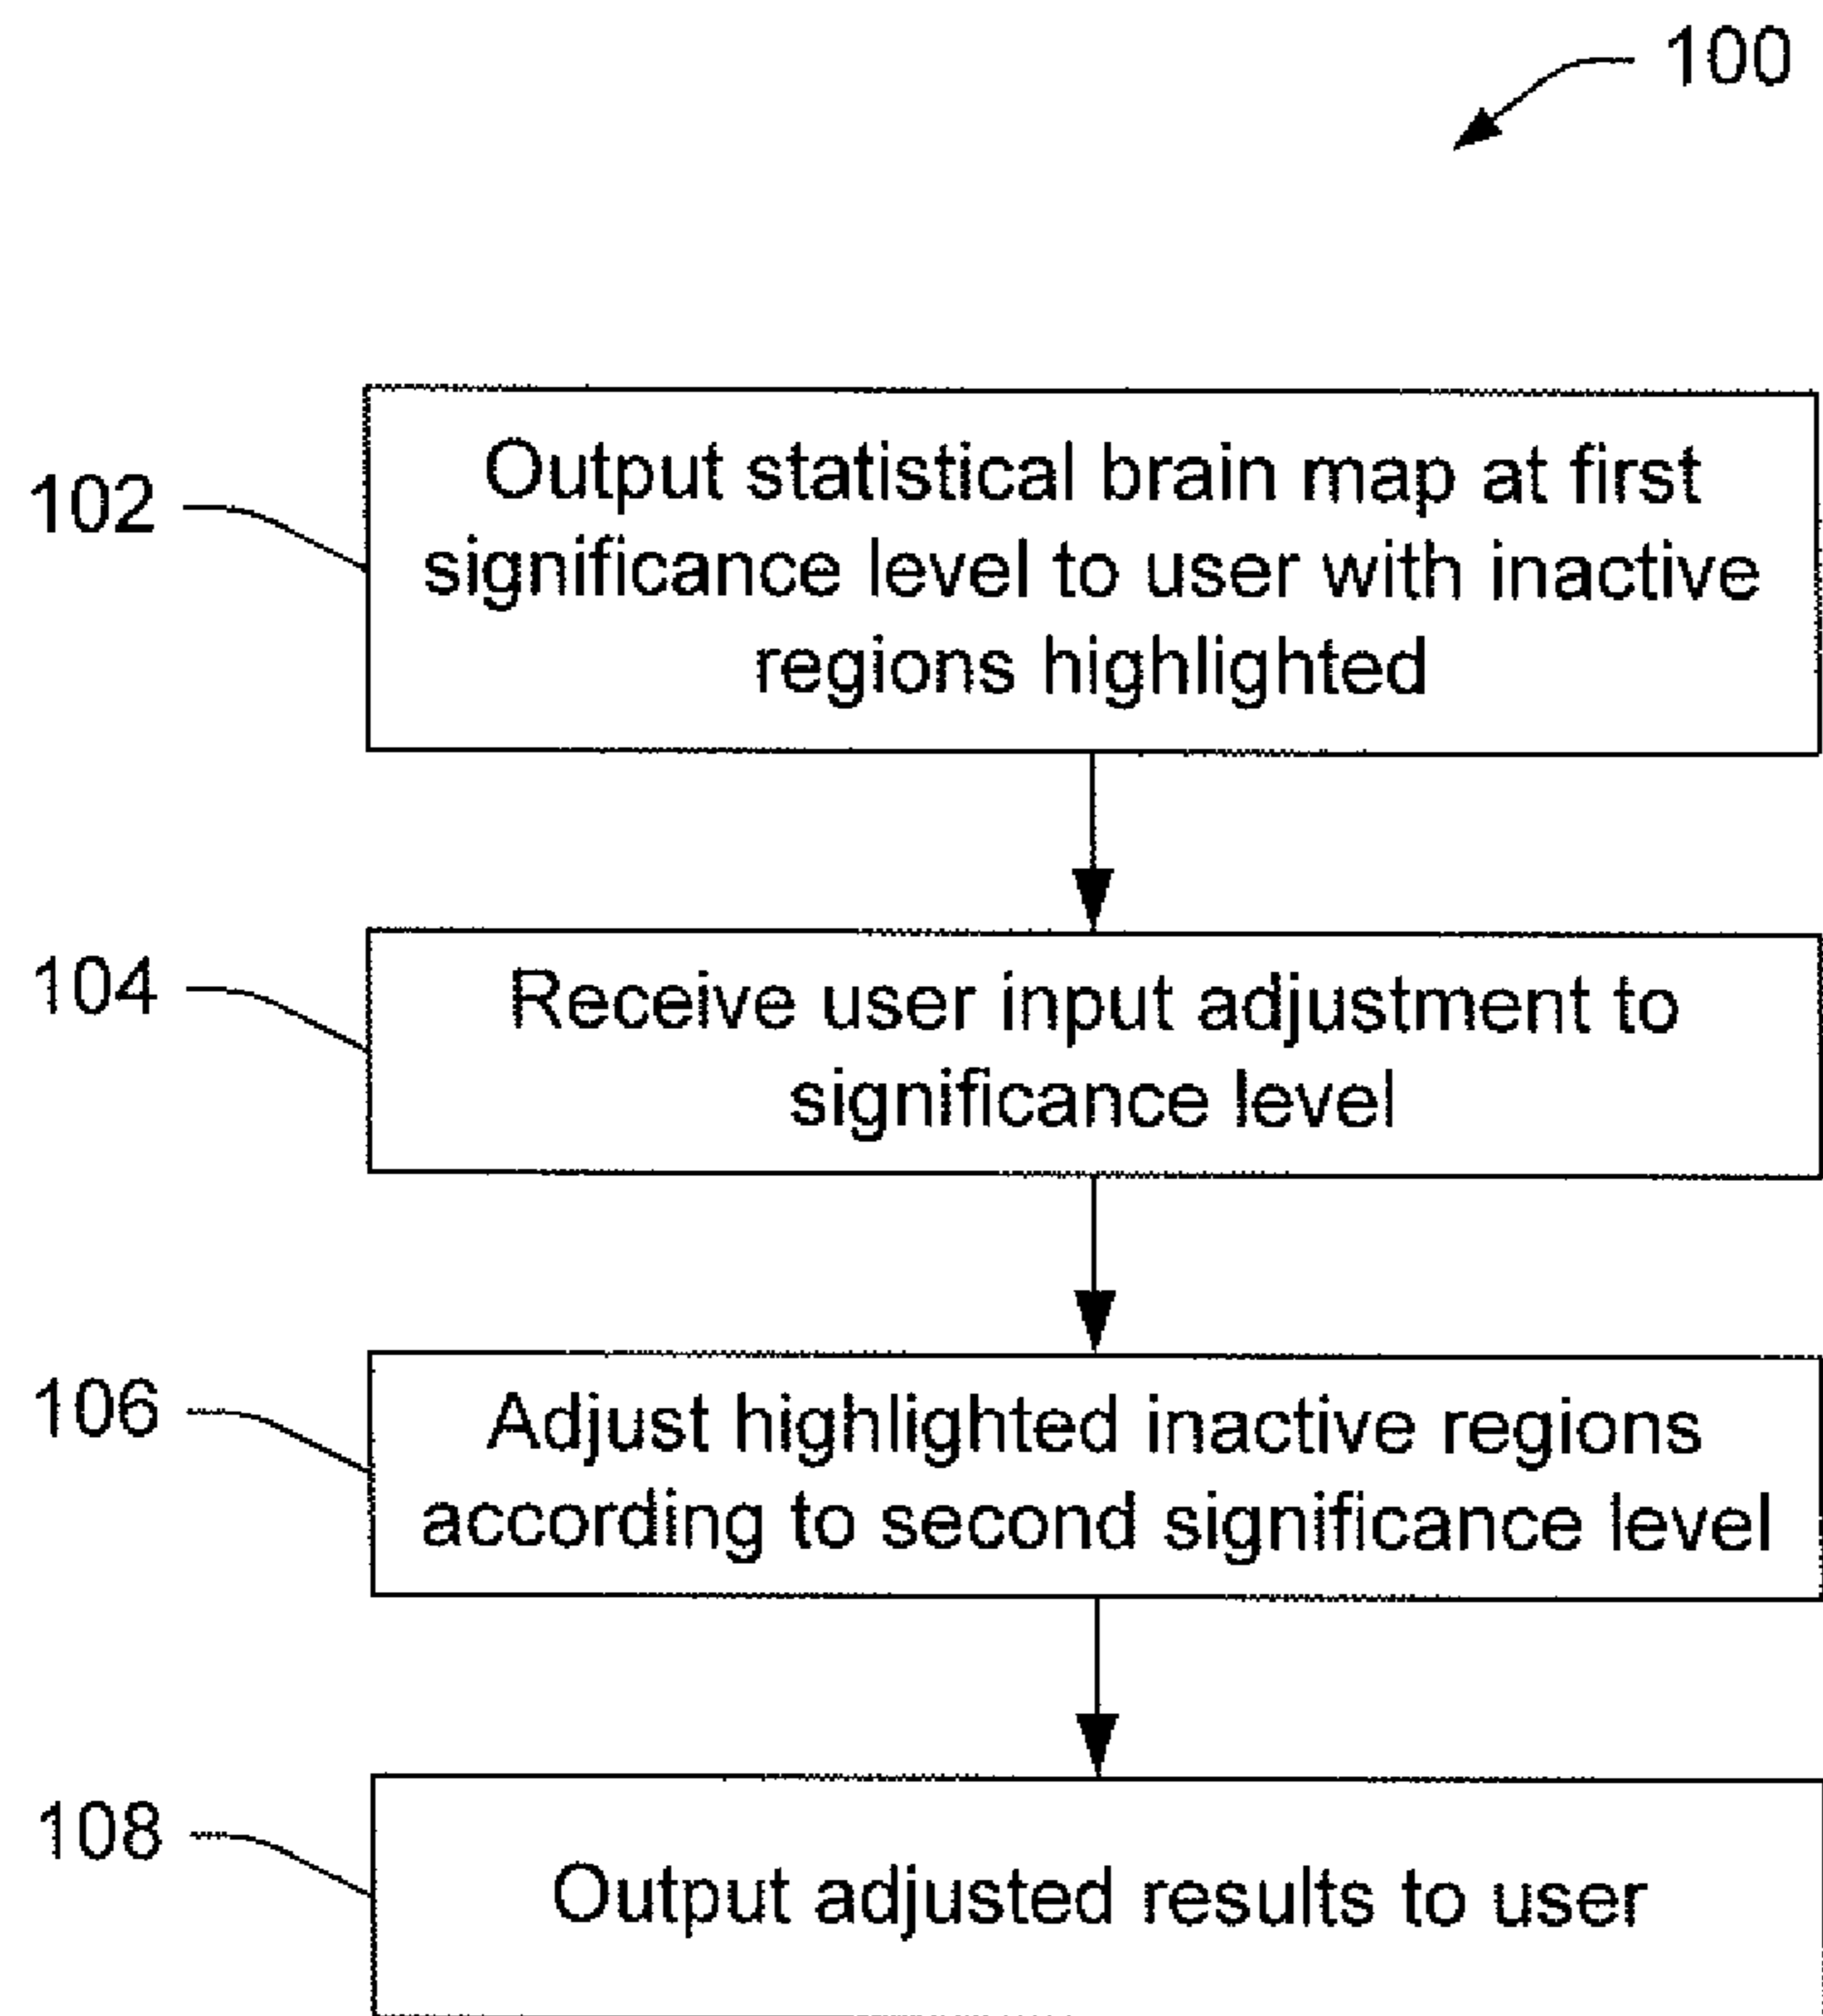 100
102
Output statistical brain map at first
significance level to user with inactive
regions highlighted
104
Receive user input adjustment to
significance level
106
Adjust highlighted inactive regions
according to second significance level
108
Output adjusted results to user